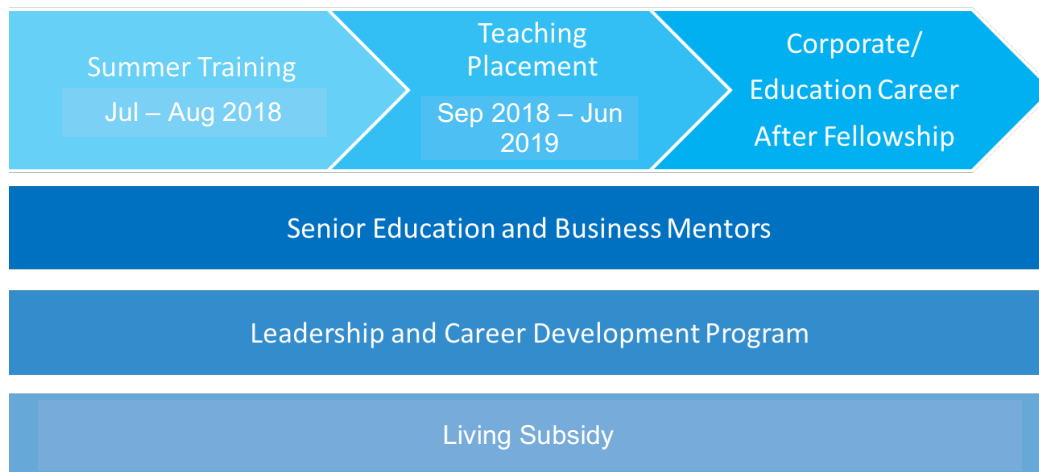 Summer Training
Jul – Aug 2018
Teaching
Placement
Sep 2018 – Jun
2019
Corporate/
Education Career
After Fellowship
Senior Education and Business Mentors
Leadership and Career Development Program
Living Subsidy